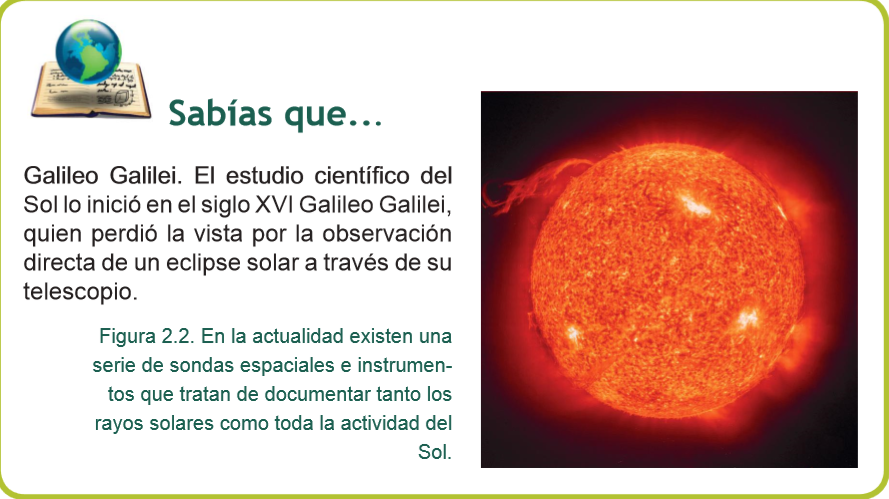 Sabías que...
Galileo Galilei. El estudio científico del
Sol lo inició en el siglo XVI Galileo Galilei,
quien perdió la vista por la observación
directa de un eclipse solar a través de su
telescopio.
Figura 2.2. En la actualidad existen una
serie de sondas espaciales e instrumen-
tos que tratan de documentar tanto los
rayos solares como toda la actividad del
Sol.